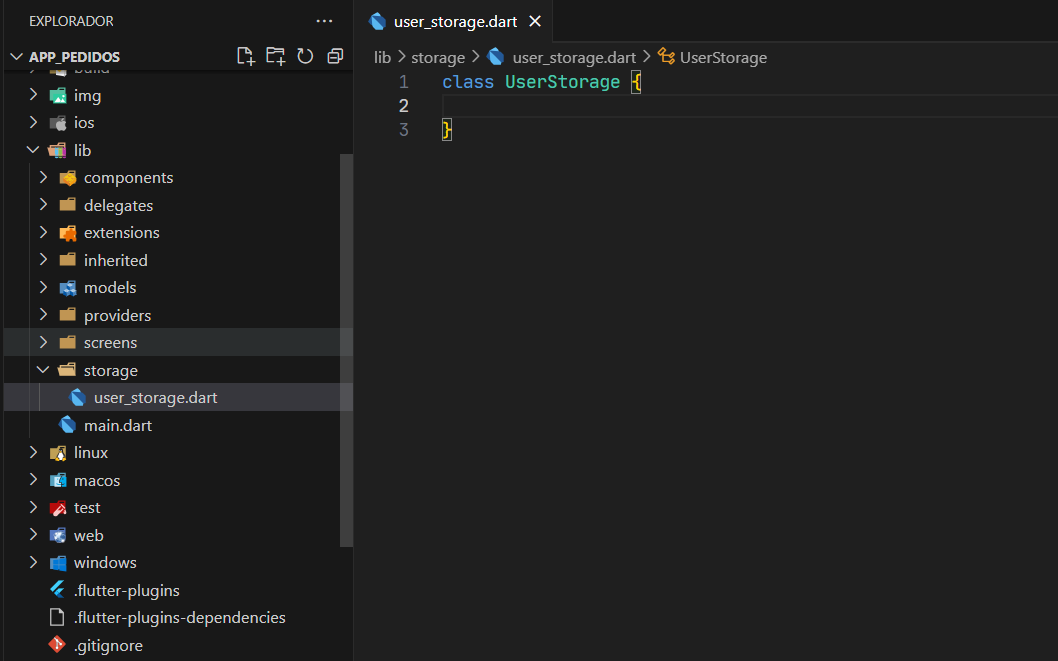 EXPLORADOR
APP_PEDIDOS
build
img
ios
lib
components
delegates
extensions
inherited
models
providers
screens
storage
user_storage.dart
main.dart
linux
macos
test
web
windows
.flutter-plugins
.flutter-plugins-dependencies
.gitignore
user_storage.dart
lib > storage > user_storage.dart > UserStorage
1 class UserStorage {
2
3 }